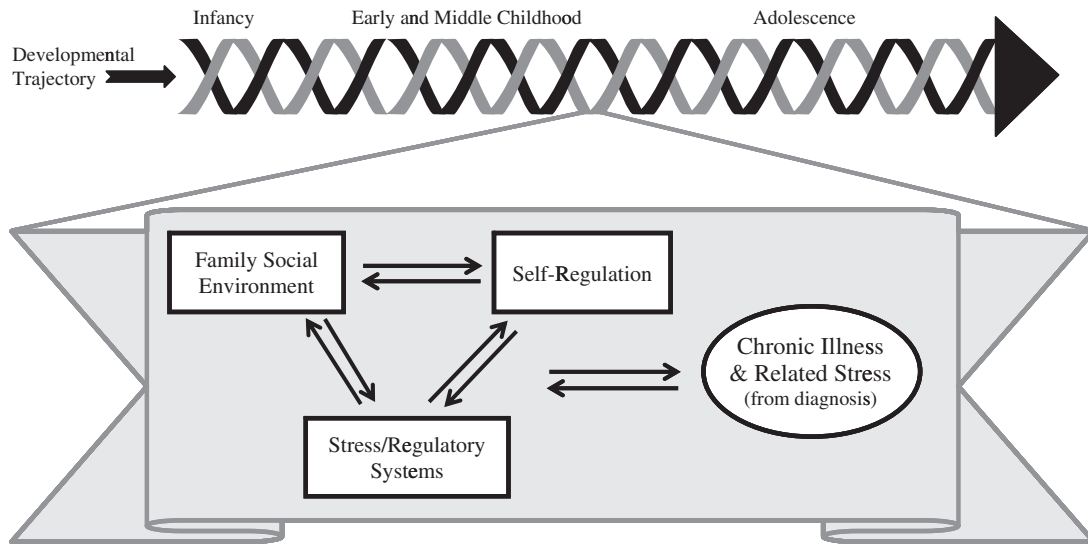 Infancy
Early and Middle Childhood
Adolescence
Developmental
Trajectory
Family Social
Environment
Self-Regulation
Chronic Illness
& Related Stress
(from diagnosis)
Stress/Regulatory
Systems